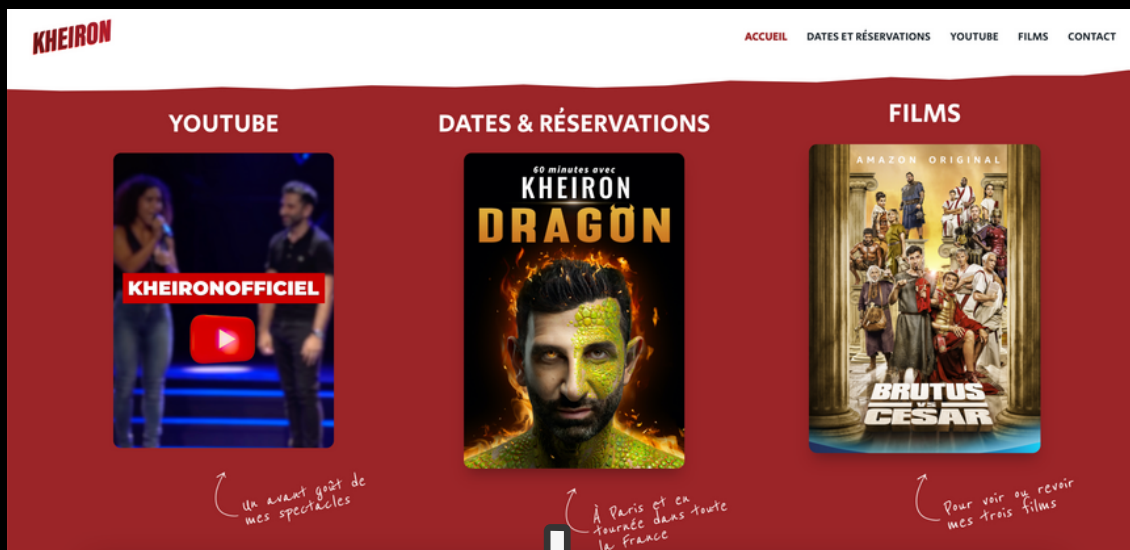 KHEIRON
ACCUEIL DATES ET RÉSERVATIONS YOUTUBE FILMS CONTACT
YOUTUBE
KHEIRONOFFICIEL
Un avant goût de
mes spectacles
DATES & RÉSERVATIONS
60 minutes avec
KHEIRON
DRAGON
À Paris et en
tournée dans toute
la France
FILMS
AMAZON ORIGINAL
BRUTUS
VS
CESAR
Pour voir ou revoir
mes trois films